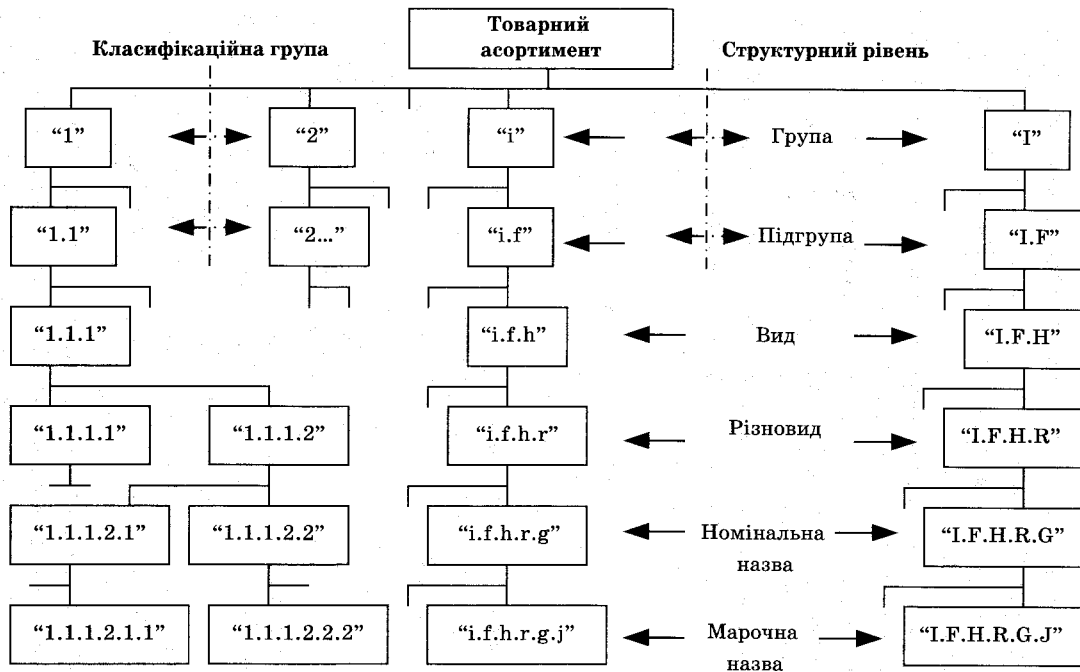 Товарний
асортимент
Класифікаційна група
Структурний рівень
“1”
“2”
“i”
Група
“I”
“1.1”
“2...”
“i.f”
Підгрупа
“I.F”
“1.1.1”
“i.f.h”
Вид
“I.F.H”
“1.1.1.1”
“1.1.1.2”
“i.f.h.r”
Різновид
“I.F.H.R”
“1.1.1.2.1”
“1.1.1.2.2”
“i.f.h.r.g”
Номінальна
назва
“I.F.H.R.G”
“1.1.1.2.1.1”
“1.1.1.2.2.2”
“i.f.h.r.g.j”
Марочна
назва
“I.F.H.R.G.J”